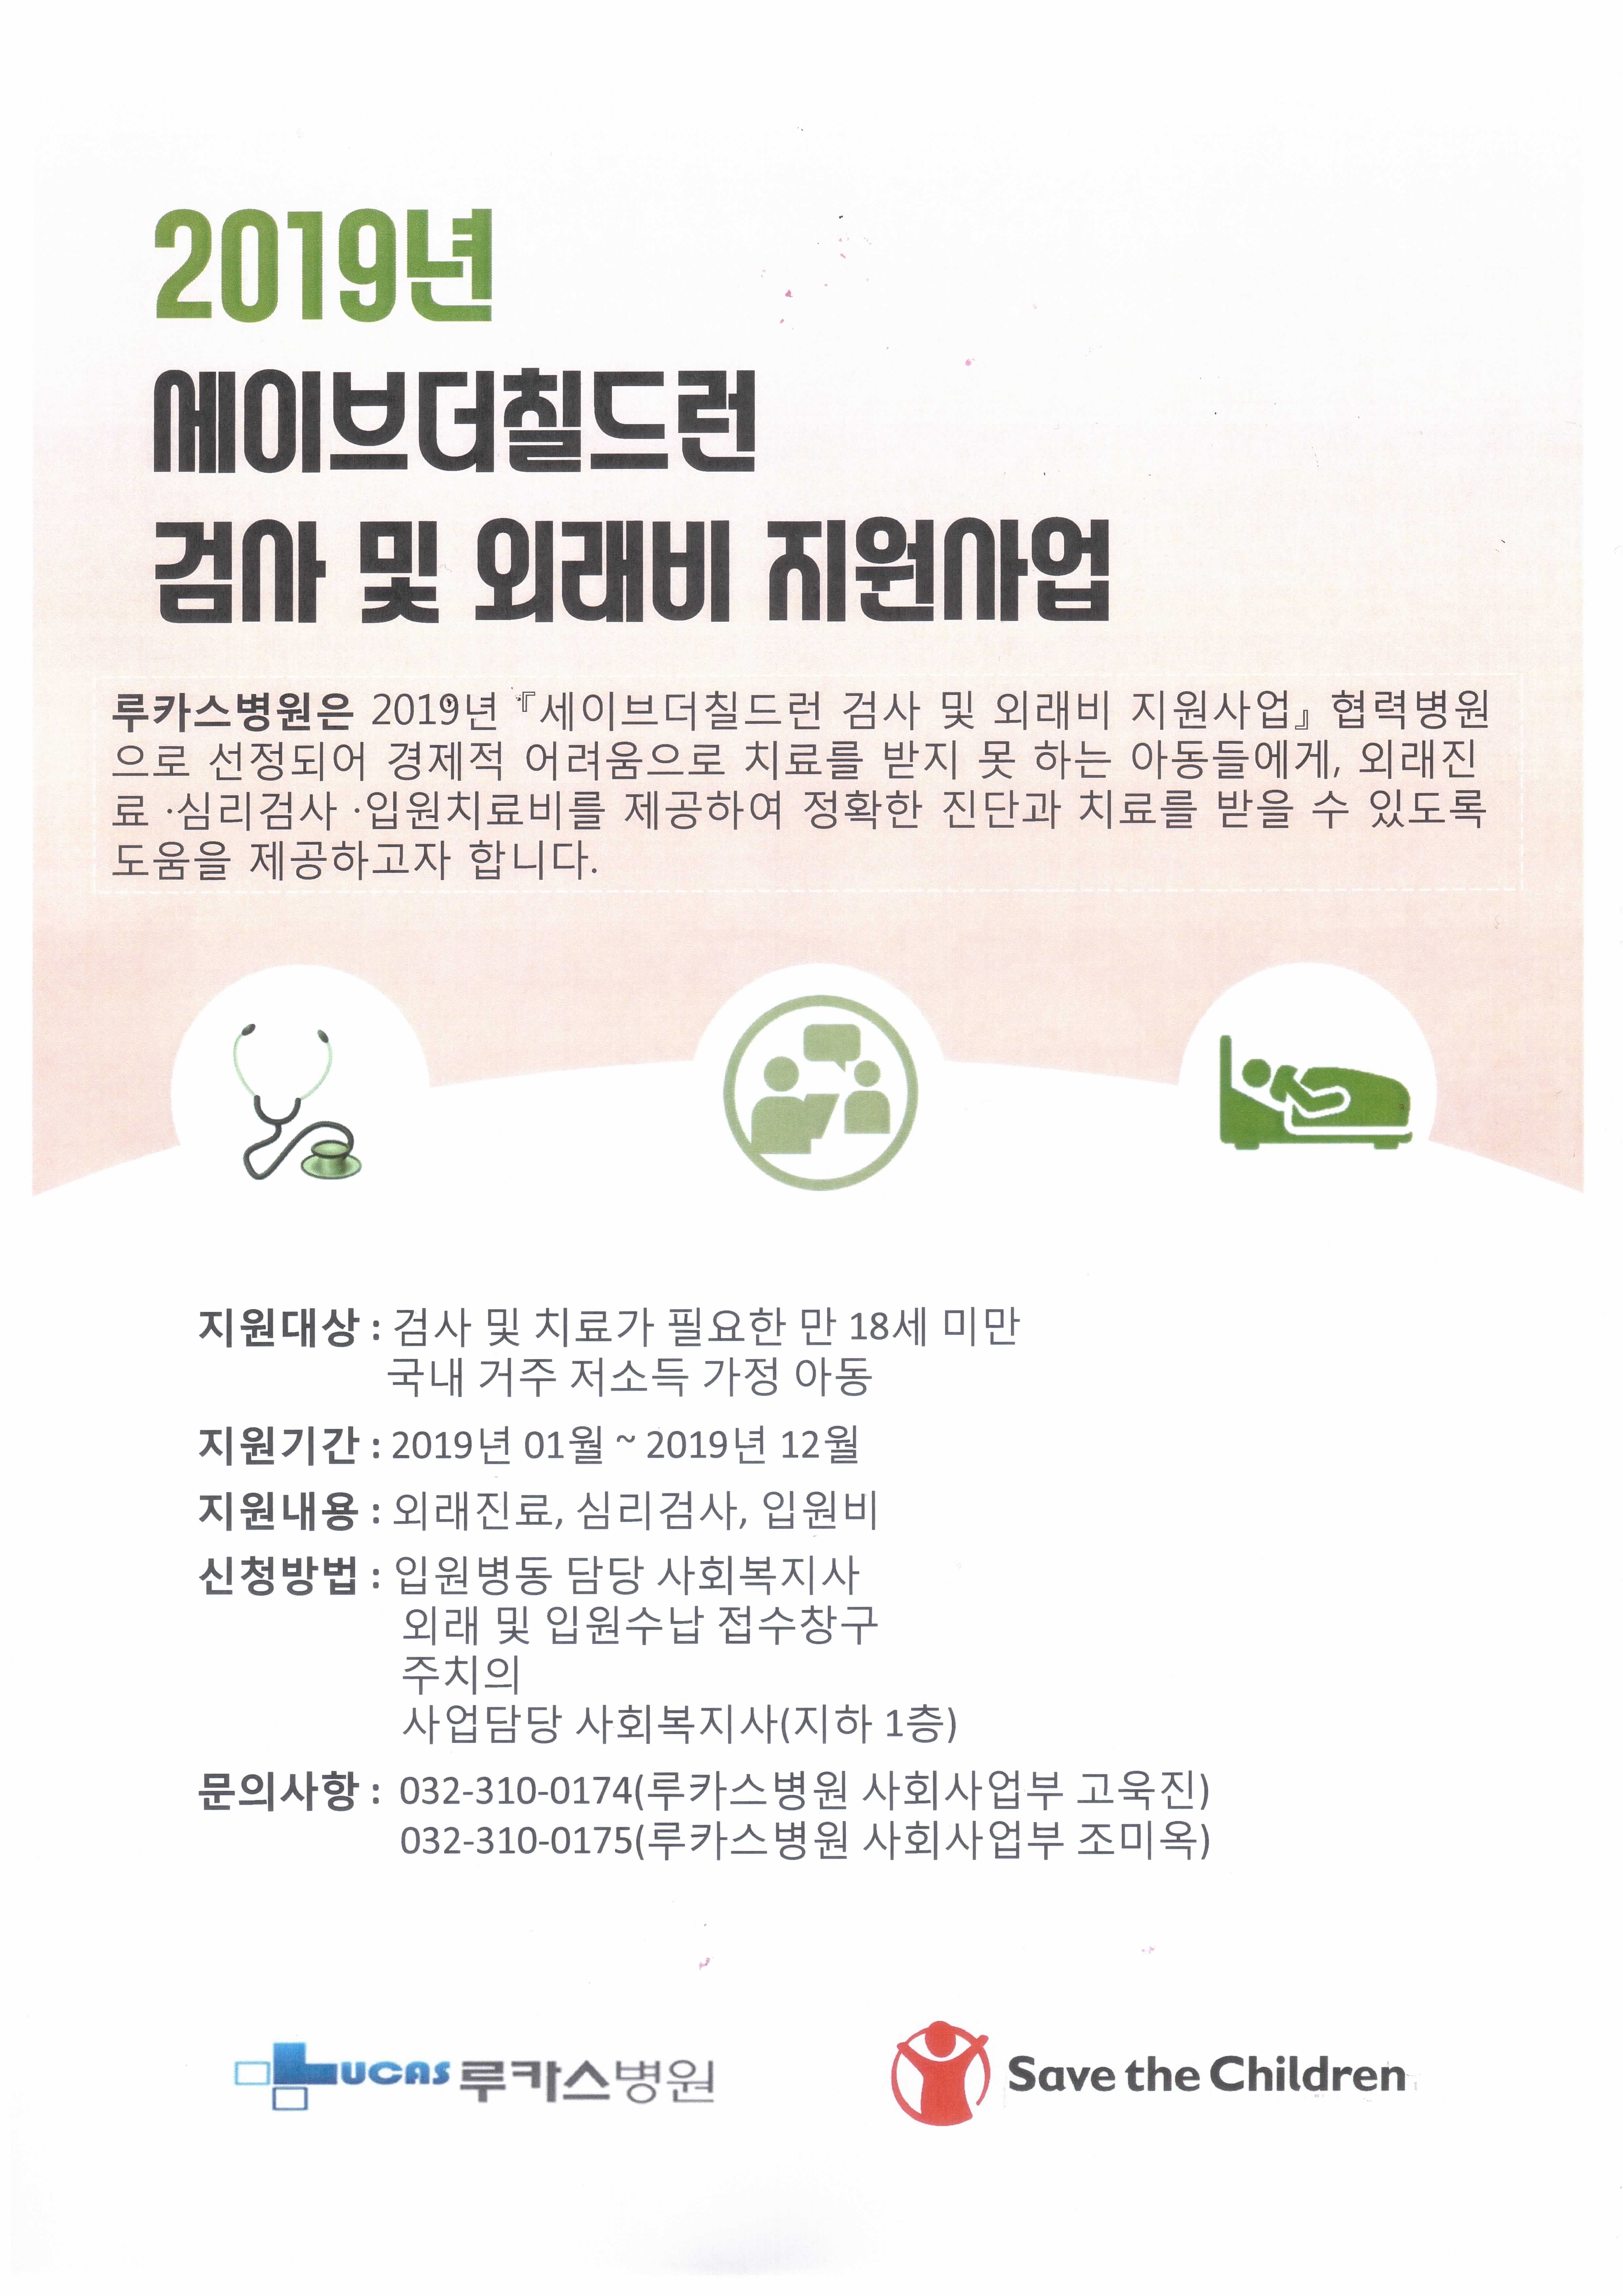 2019년
세이브더칠드런
검사 및 외래비 지원사업
루카스병원은 2019년 『세이브더칠드런 검사 및 외래비 지원사업』 협력병원
으로 선정되어 경제적 어려움으로 치료를 받지 못 하는 아동들에게, 외래진
료 ·심리검사 ·입원치료비를 제공하여 정확한 진단과 치료를 받을 수 있도록
도움을 제공하고자 합니다.
지원대상 : 검사 및 치료가 필요한 만 18세 미만
국내 거주 저소득 가정 아동
지원기간 : 2019년 01월 ~ 2019년 12월
지원내용 : 외래진료, 심리검사, 입원비
신청방법 : 입원병동 담당 사회복지사
외래 및 입원수납 접수창구
주치의
사업담당 사회복지사(지하 1층)
문의사항 : 032-310-0174(루카스병원 사회사업부 고욱진)
032-310-0175(루카스병원 사회사업부 조미옥)
LUCAS 루카스병원
Save the Children